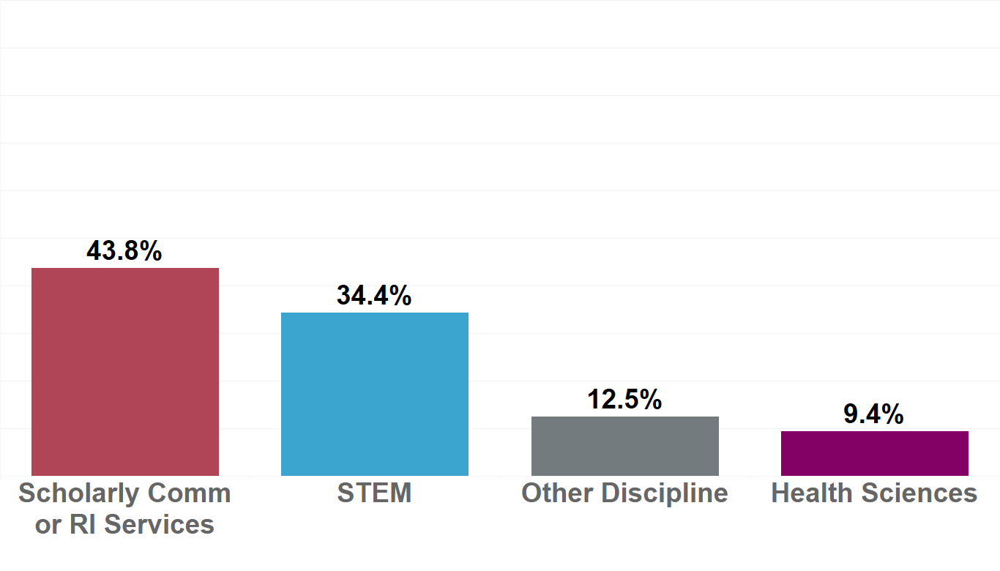 43.8%
34.4%
12.5%
9.4%
Scholarly Comm
or RI Services
STEM
Other Discipline
Health Sciences